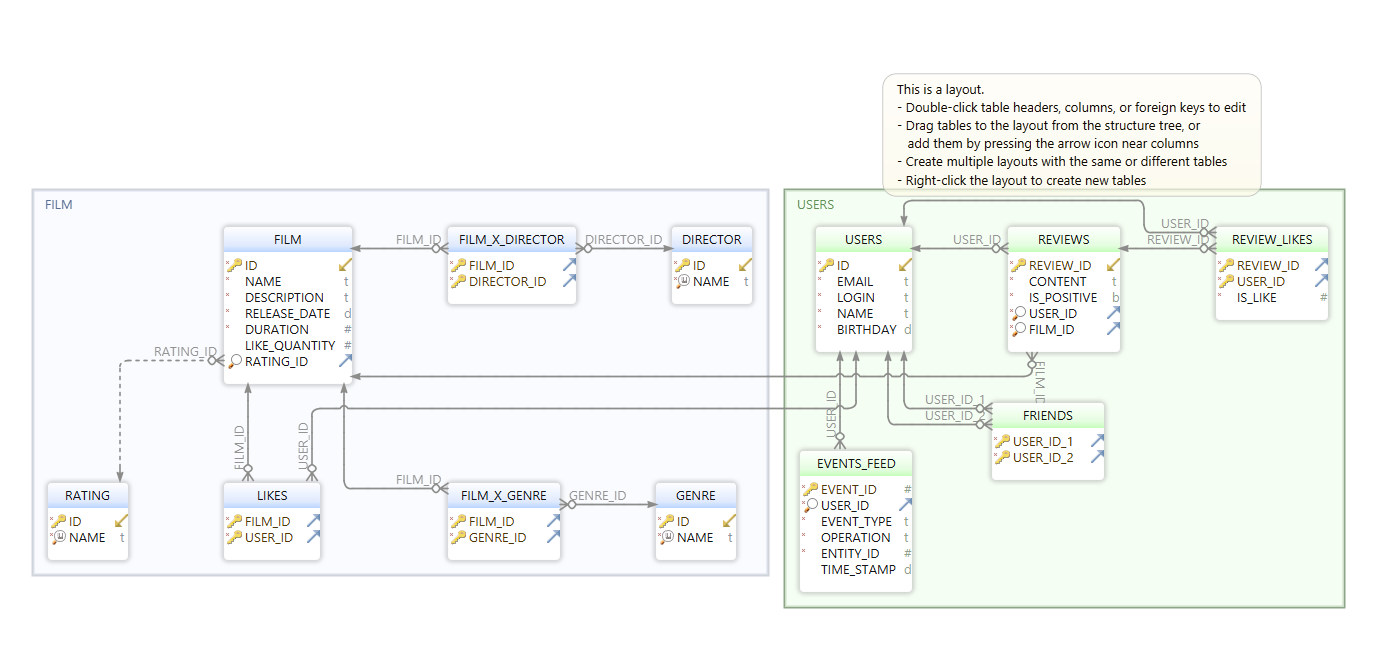 This is a layout.
- Double-click table headers, columns, or foreign keys to edit
- Drag tables to the layout from the structure tree, or
add them by pressing the arrow icon near columns
- Create multiple layouts with the same or different tables
- Right-click the layout to create new tables
FILM
FILM
ID
NAME t
DESCRIPTION t
RELEASE_DATE d
DURATION #
LIKE_QUANTITY #
RATING_ID
FILM_ID
FILM_X_DIRECTOR
FILM_ID
DIRECTOR_ID
DIRECTOR_ID
DIRECTOR
ID
NAME t
RATING_ID
RATING
ID
NAME t
FILM_ID
USER_ID
LIKES
FILM_ID
USER_ID
FILM_ID
FILM_X_GENRE
FILM_ID
GENRE_ID
GENRE_ID
GENRE
ID
NAME t
USERS
USERS
ID
EMAIL t
LOGIN t
NAME t
BIRTHDAY d
USER_ID
REVIEWS
REVIEW_ID
CONTENT t
IS_POSITIVE b
USER_ID
FILM_ID
USER_ID
REVIEW_ID
REVIEW_LIKES
REVIEW_ID
USER_ID
IS_LIKE #
FILM_ID
USER_ID_1
USER_ID_2
FRIENDS
USER_ID_1
USER_ID_2
USER_ID
EVENTS_FEED
EVENT_ID #
USER_ID
EVENT_TYPE t
OPERATION t
ENTITY_ID #
TIME_STAMP d